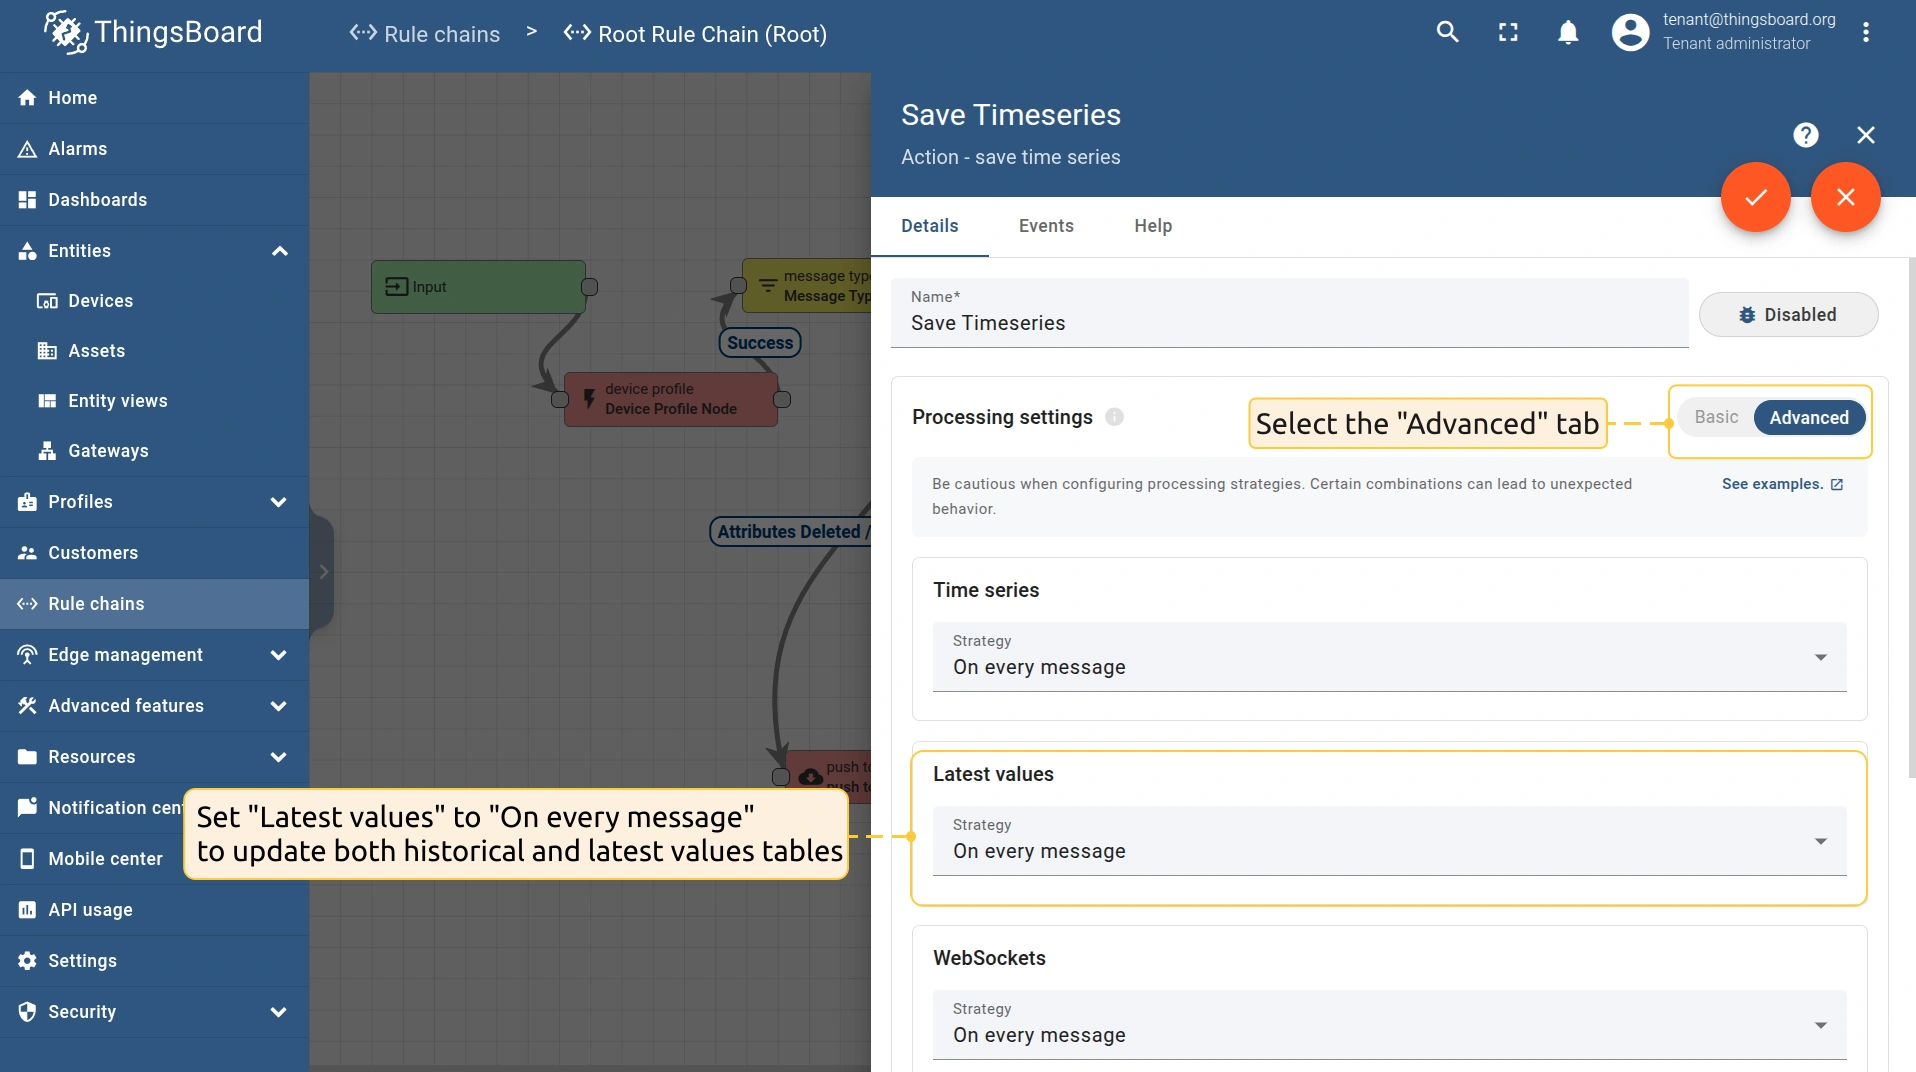 ThingsBoard
Rule chains > Root Rule Chain (Root)
tenant@thingsboard.org
Tenant administrator
Home
Alarms
Dashboards
Entities
Devices
Assets
Entity views
Gateways
Profiles
Customers
Rule chains
Edge management
Advanced features
Resources
Notification cen
Mobile center
API usage
Settings
Security
Input
message typ
Message Typ
Success
device profile
Device Profile Node
Attributes Deleted /
push to
push to
Set "Latest values" to "On every message"
to update both historical and latest values tables
Save Timeseries
Action - save time series
Details
Events
Help
Name*
Save Timeseries
Disabled
Processing settings
Select the "Advanced" tab
Basic
Advanced
Be cautious when configuring processing strategies. Certain combinations can lead to unexpected
behavior.
See examples.
Time series
Strategy
On every message
Latest values
Strategy
On every message
WebSockets
Strategy
On every message